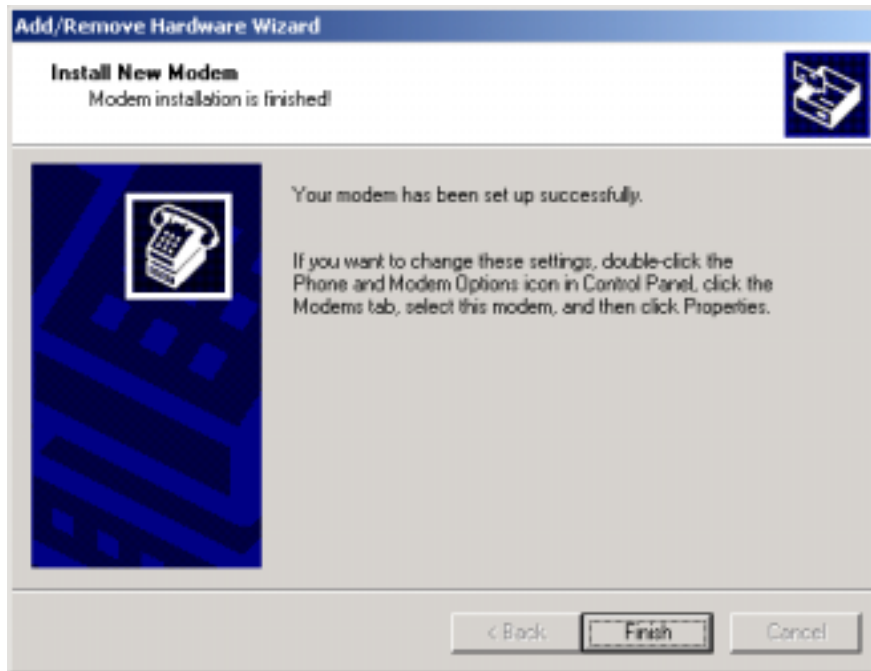 Add/Remove Hardware Wizard
Install New Modem
Modem installation is finished!
Your modem has been set up successfully.
If you want to change these settings, double-click the
Phone and Modem Options icon in Control Panel, click the
Modems tab, select this modem, and then click Properties.
< Back
Finish
Cancel